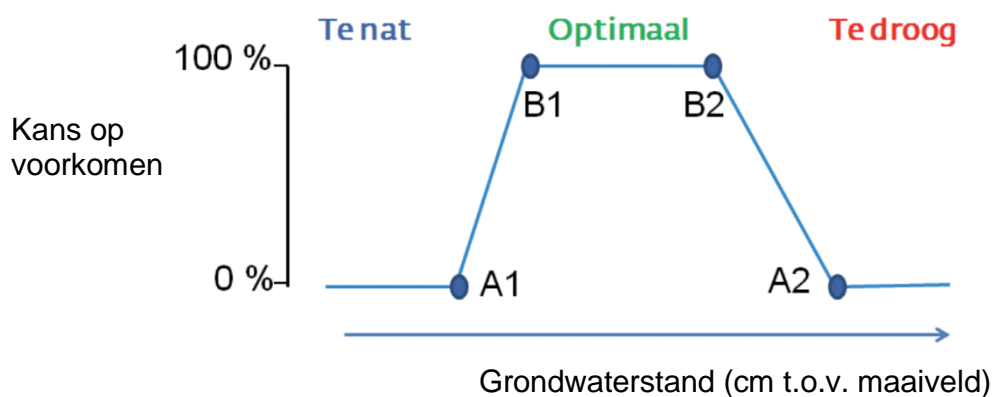 Te nat Optimaal Te droog
100 %
B1 B2
Kans op
voorkomen
0 % A1 A2
Grondwaterstand (cm t.o.v. maaiveld)